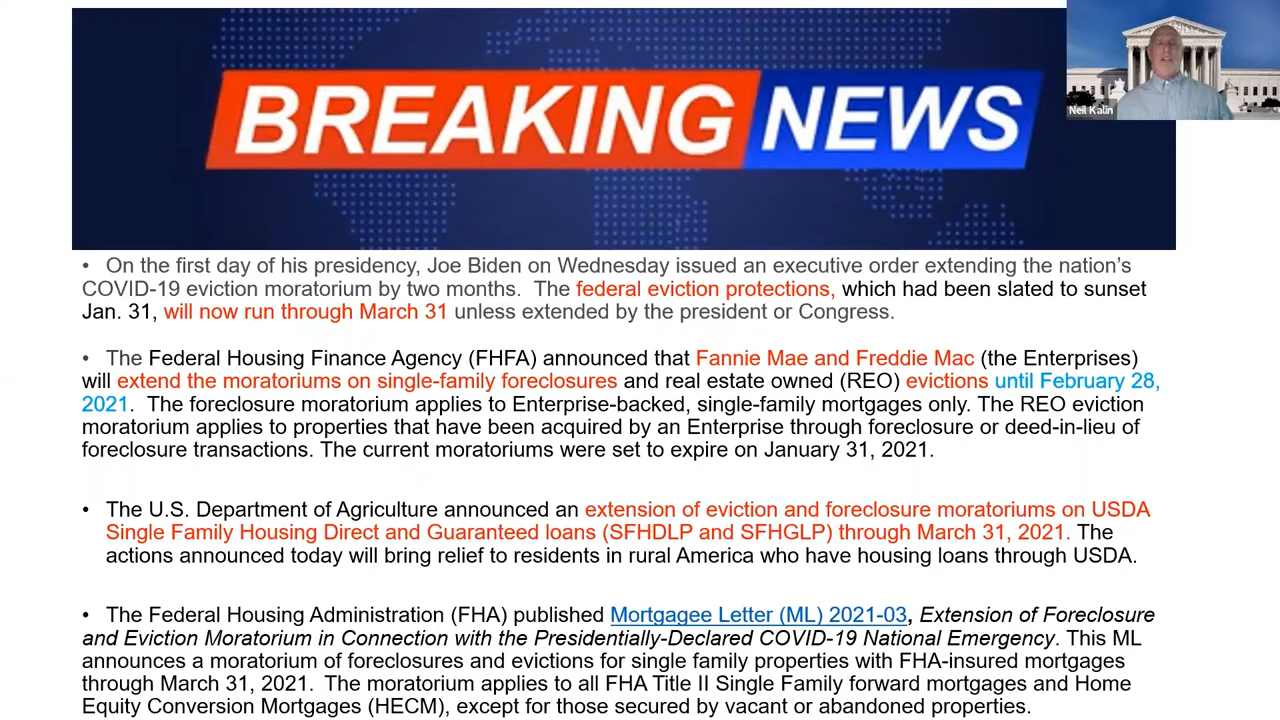 BREAKING NEWS
Neil Kalin
• On the first day of his presidency, Joe Biden on Wednesday issued an executive order extending the nation's
COVID-19 eviction moratorium by two months. The federal eviction protections, which had been slated to sunset
Jan. 31, will now run through March 31 unless extended by the president or Congress.
• The Federal Housing Finance Agency (FHFA) announced that Fannie Mae and Freddie Mac (the Enterprises)
will extend the moratoriums on single-family foreclosures and real estate owned (REO) evictions until February 28,
2021. The foreclosure moratorium applies to Enterprise-backed, single-family mortgages only. The REO eviction
moratorium applies to properties that have been acquired by an Enterprise through foreclosure or deed-in-lieu of
foreclosure transactions. The current moratoriums were set to expire on January 31, 2021.
• The U.S. Department of Agriculture announced an extension of eviction and foreclosure moratoriums on USDA
Single Family Housing Direct and Guaranteed loans (SFHDLP and SFHGLP) through March 31, 2021. The
actions announced today will bring relief to residents in rural America who have housing loans through USDA.
• The Federal Housing Administration (FHA) published Mortgagee Letter (ML) 2021-03, Extension of Foreclosure
and Eviction Moratorium in Connection with the Presidentially-Declared COVID-19 National Emergency. This ML
announces a moratorium of foreclosures and evictions for single family properties with FHA-insured mortgages
through March 31, 2021. The moratorium applies to all FHA Title II Single Family forward mortgages and Home
Equity Conversion Mortgages (HECM), except for those secured by vacant or abandoned properties.